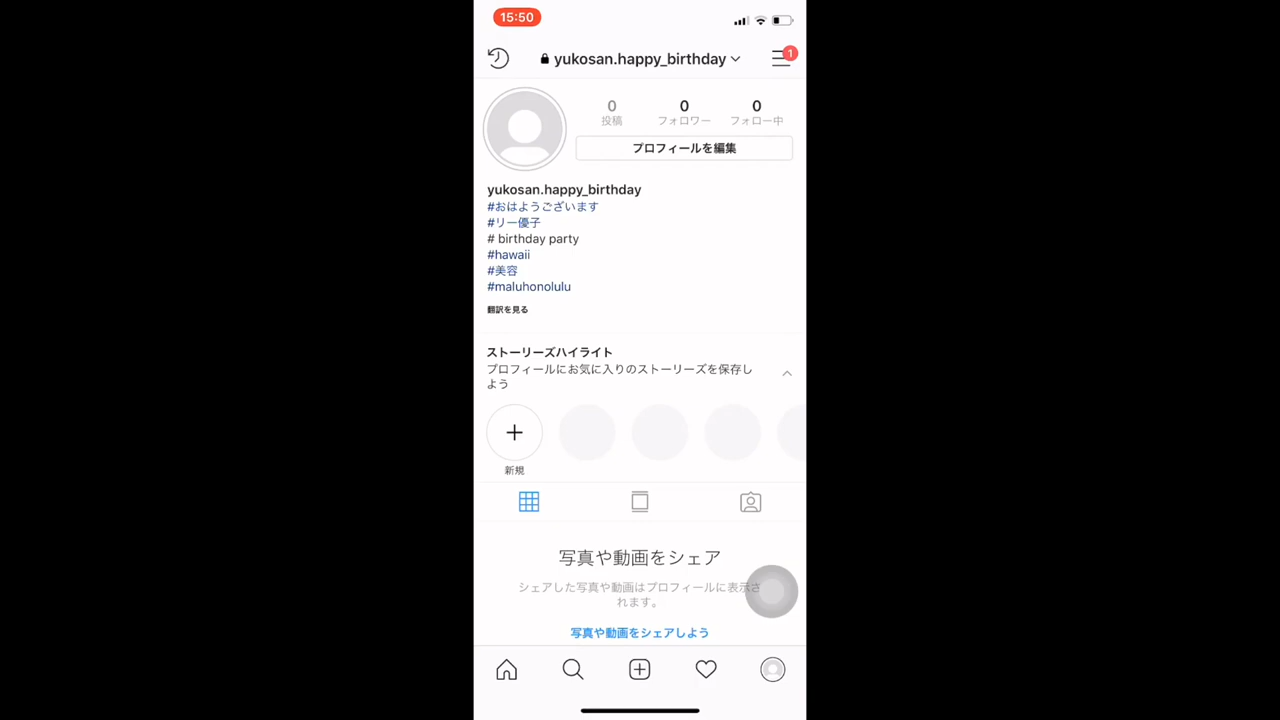 15:50
yukosan.happy_birthday
1
0 0 0
投稿 フォロワー フォロー中
プロフィールを編集
yukosan.happy_birthday
#おはようございます
#リー優子
# birthday party
#hawaii
#美容
#maluhonolulu
翻訳を見る
ストーリーズハイライト
プロフィールにお気に入りのストーリーズを保存し
よう
新規
写真や動画をシェア
シェアした写真や動画はプロフィールに表示さ
れます。
写真や動画をシェアしよう